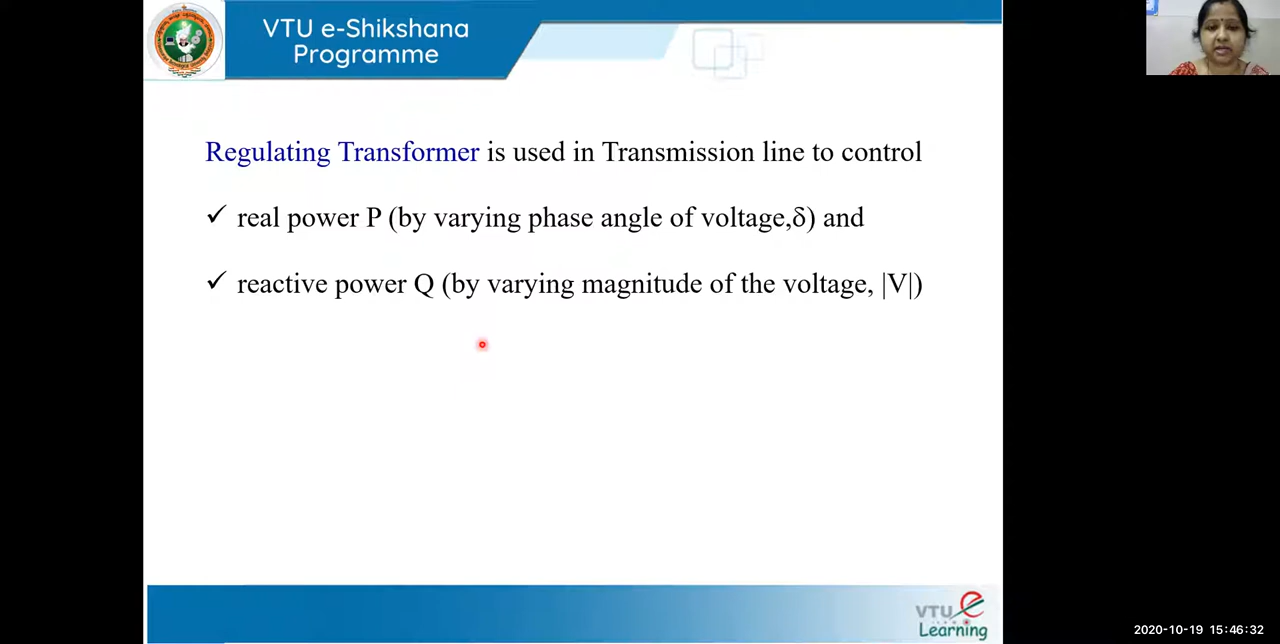 VTU e-Shikshana
Programme
Regulating Transformer is used in Transmission line to control
✓ real power P (by varying phase angle of voltage,δ) and
✓ reactive power Q (by varying magnitude of the voltage, |V|)
VTU e
Learning
2020-10-19 15:46:32